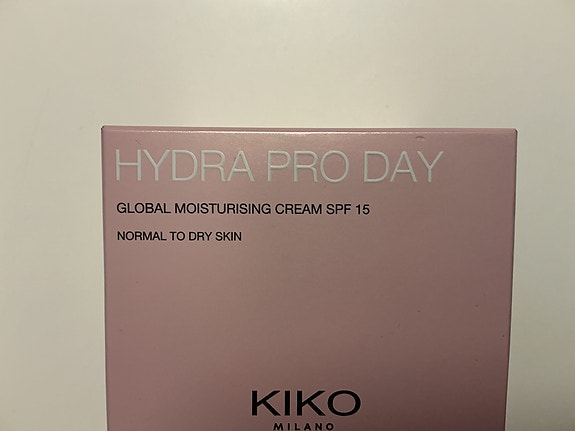 HYDRA PRO DAY
GLOBAL MOISTURISING CREAM SPF 15
NORMAL TO DRY SKIN
KIKO
MILANO